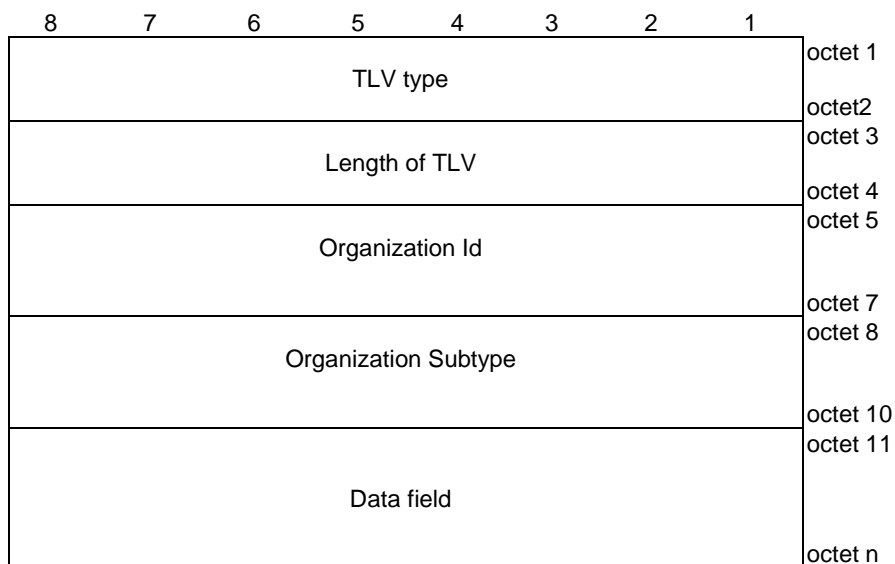 8 7 6 5 4 3 2 1
octet 1
TLV type
octet2
octet 3
Length of TLV
octet 4
octet 5
Organization Id
octet 7
octet 8
Organization Subtype
octet 10
octet 11
Data field
octet n